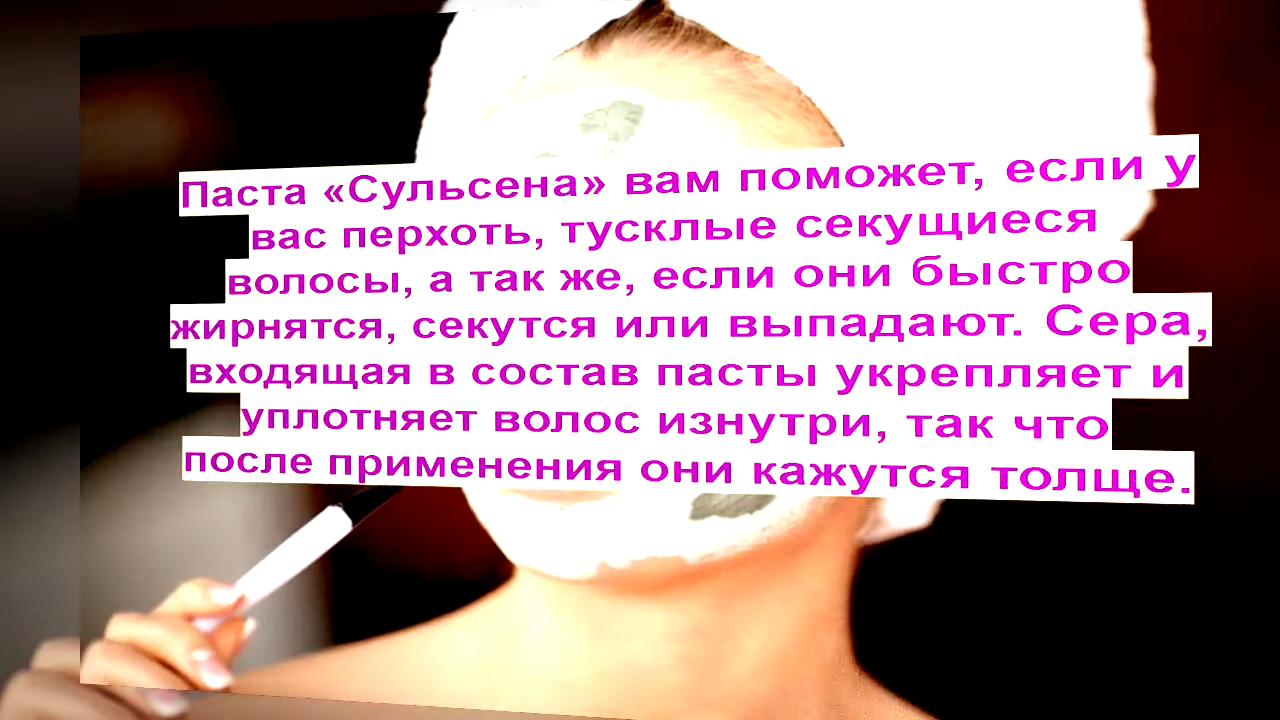 Паста «Сульсена» вам поможет, если у
вас перхоть, тусклые секущиеся
волосы, а так же, если они быстро
жирнятся, секутся или выпадают. Сера,
входящая в состав пасты укрепляет и
уплотняет волос изнутри, так что
после применения они кажутся толще.